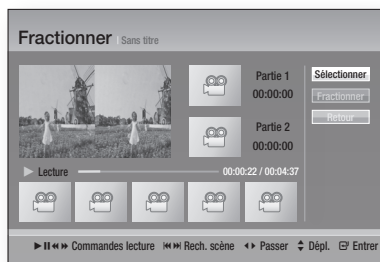 Fractionner | Sans titre
Partie 1
00:00:00
Partie 2
00:00:00
Sélectionner
Fractionner
Retour
Lecture
00:00:22 / 00:04:37
Commandes lecture Rech. scène Passer Dépl. Entrer